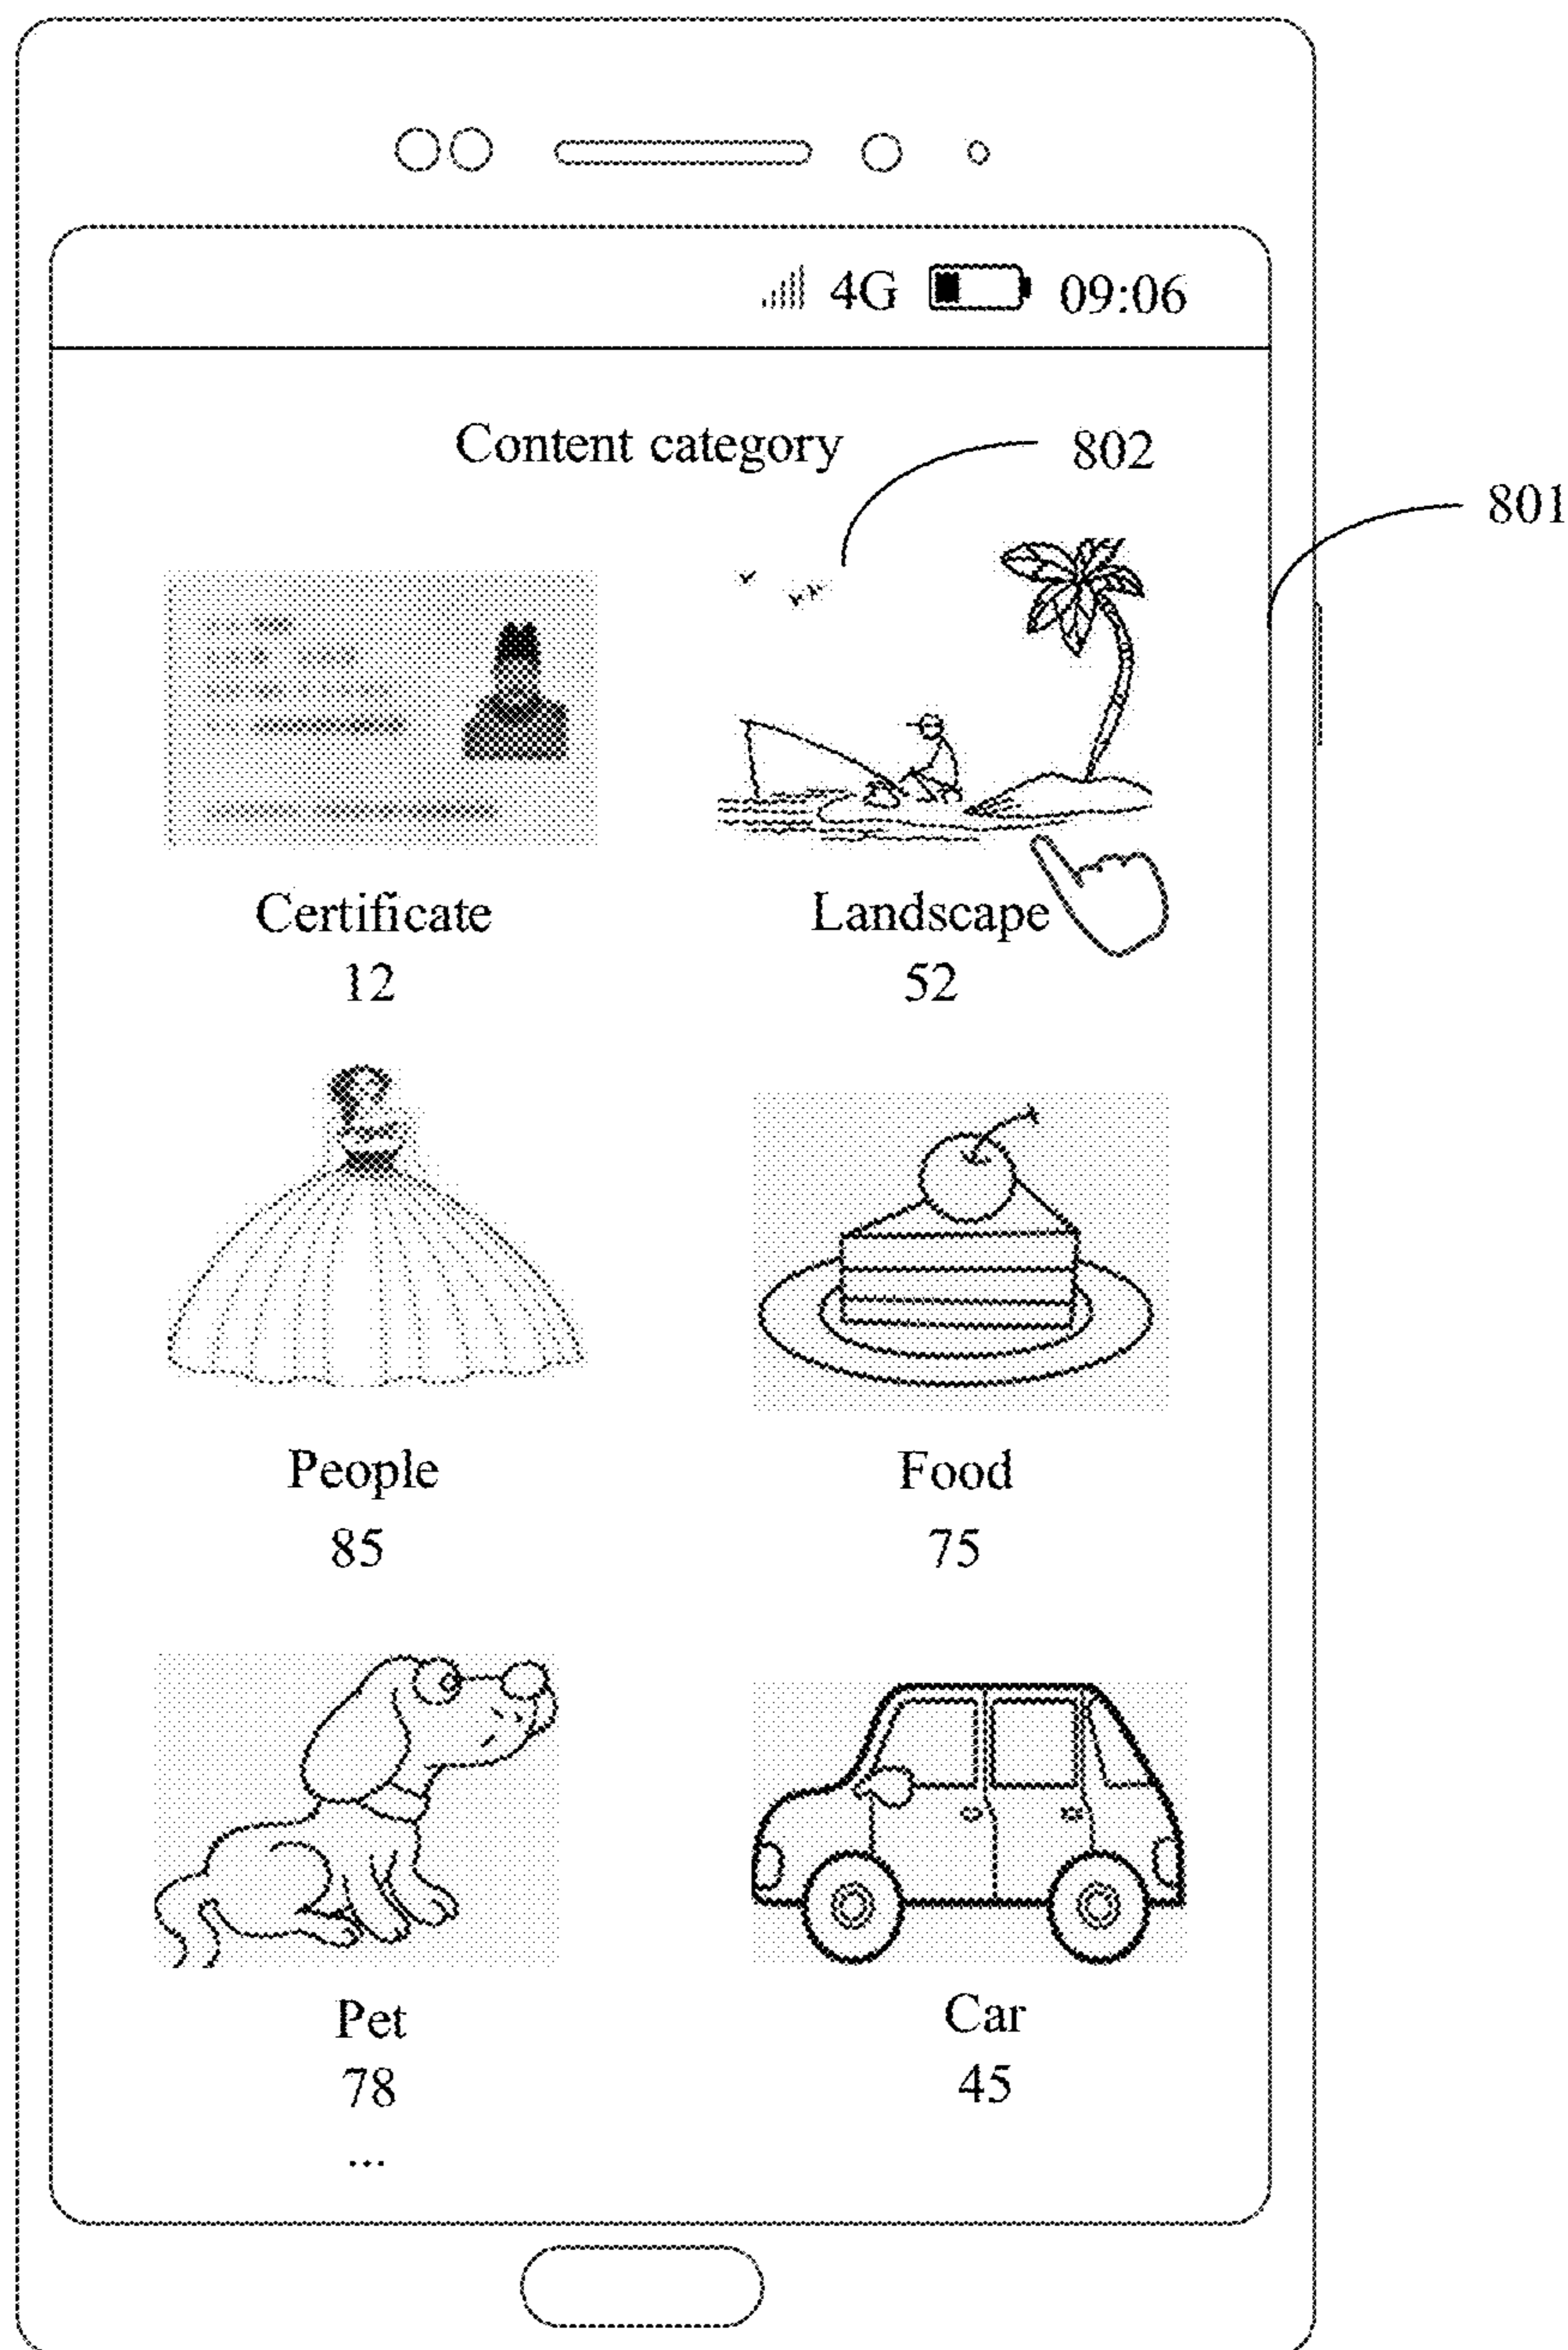 4G 09:06
Content category
802
801
Certificate
12
Landscape
52
People
85
Food
75
Pet
78
Car
45
...